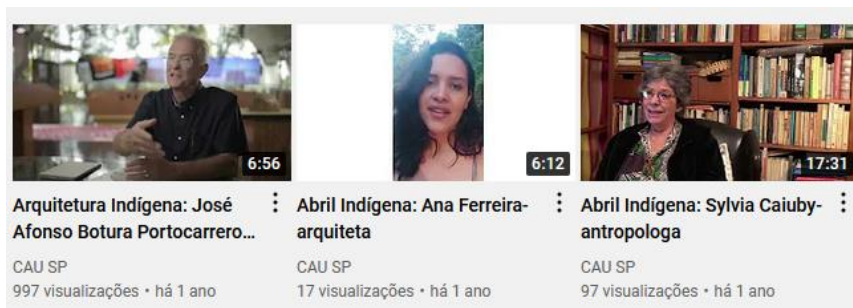 6:56
6:12
17:31
Arquitetura Indígena: José
Afonso Botura Portocarrero...
CAU SP
997 visualizações • há 1 ano
Abril Indígena: Ana Ferreira-
arquiteta
CAU SP
17 visualizações • há 1 ano
Abril Indígena: Sylvia Caiuby-
antropologa
CAU SP
97 visualizações • há 1 ano